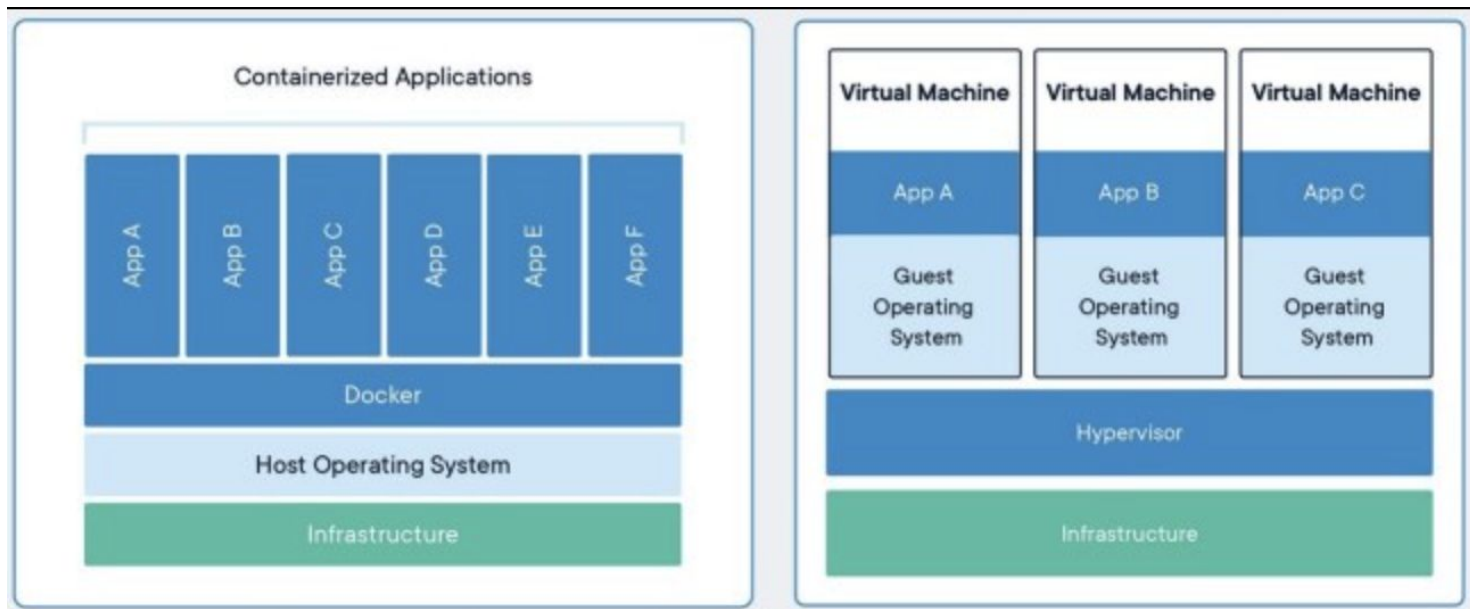 Containerized Applications
App A
App B
App C
App D
App E
App F
Docker
Host Operating System
Infrastructure
Virtual Machine
App A
Guest
Operating
System
Virtual Machine
App B
Guest
Operating
System
Virtual Machine
App C
Guest
Operating
System
Hypervisor
Infrastructure